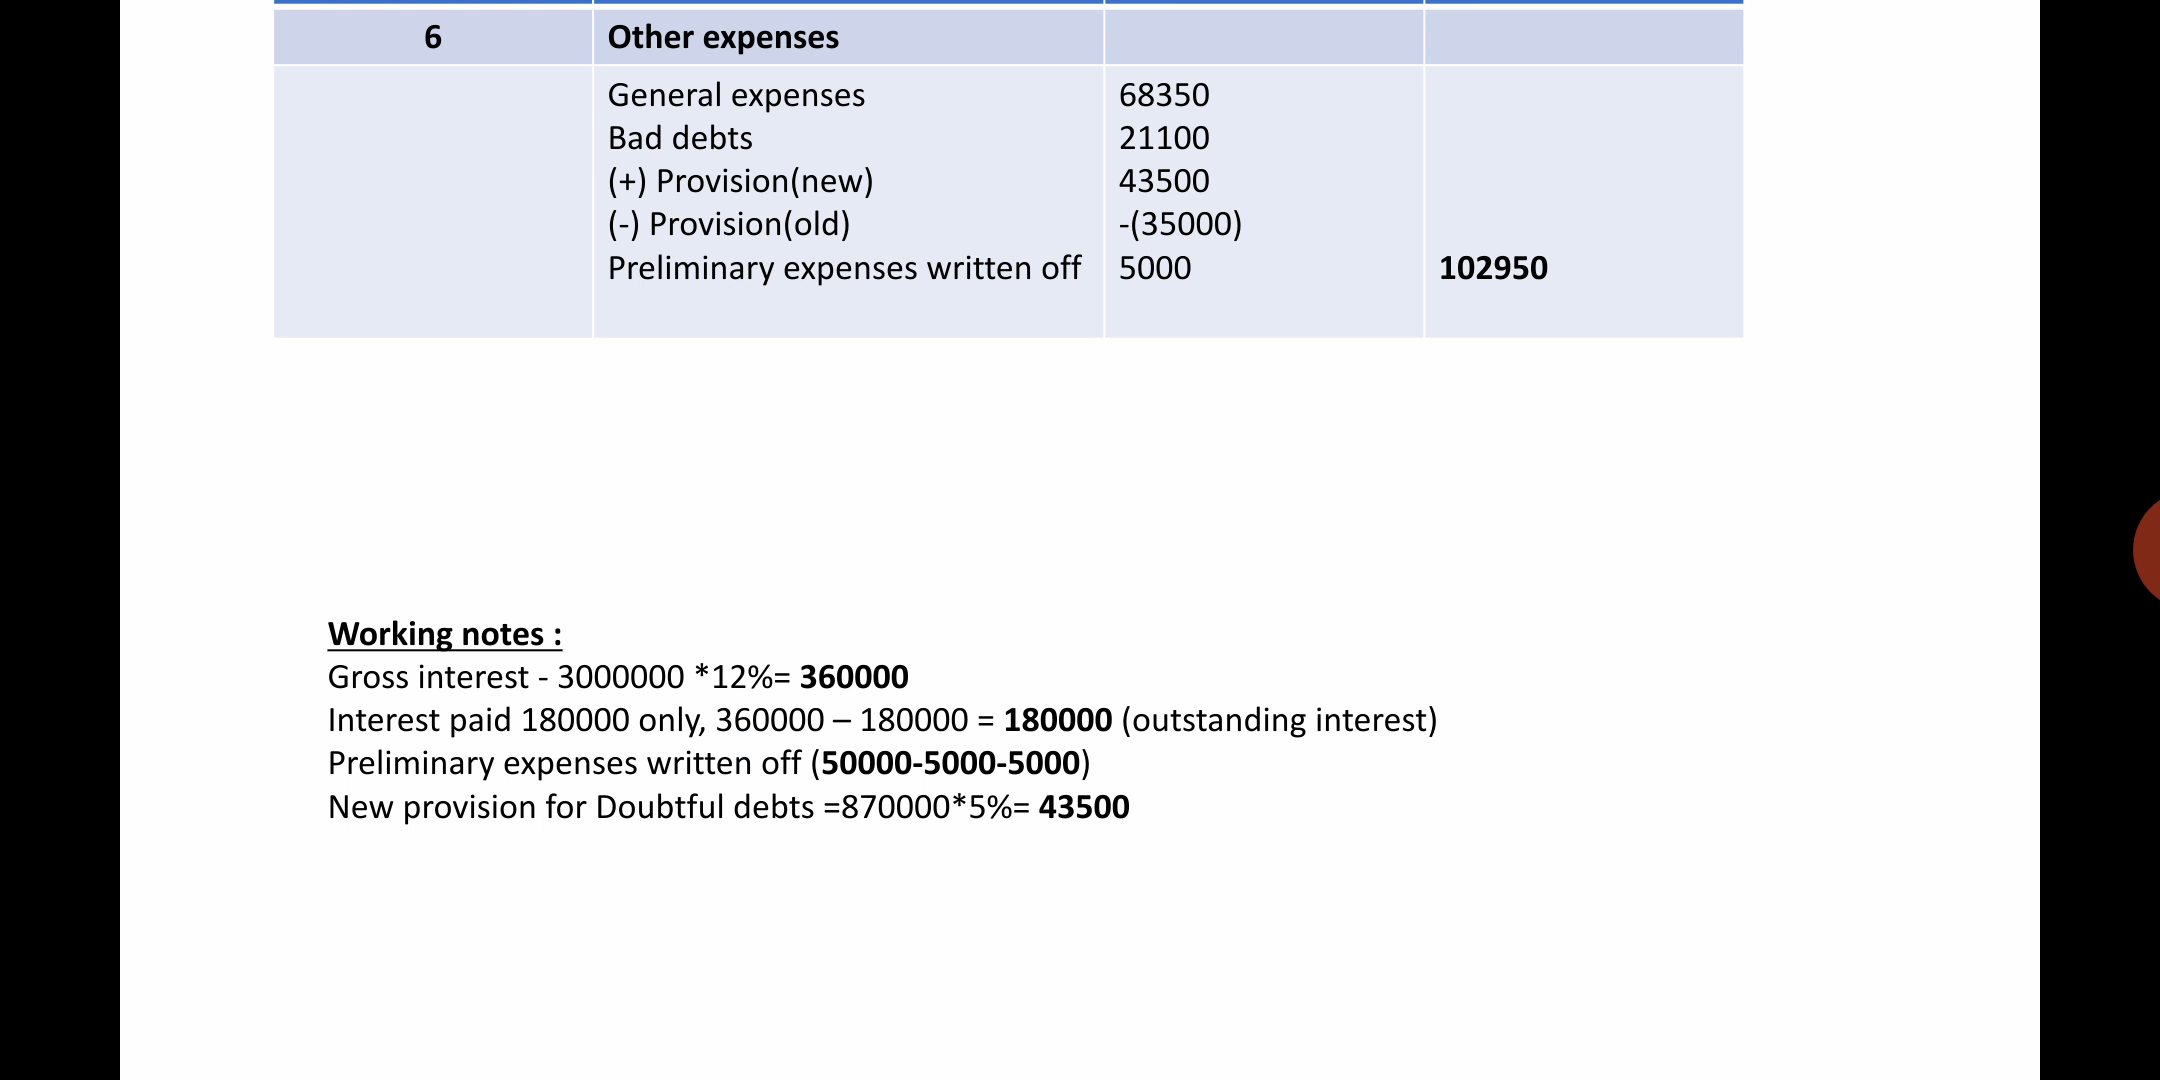 6 Other expenses
General expenses 68350
Bad debts 21100
(+) Provision(new) 43500
(-) Provision(old) -(35000)
Preliminary expenses written off 5000 102950
Working notes :
Gross interest - 3000000 *12%= 360000
Interest paid 180000 only, 360000 – 180000 = 180000 (outstanding interest)
Preliminary expenses written off (50000-5000-5000)
New provision for Doubtful debts =870000*5%= 43500